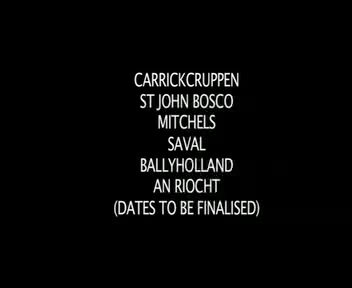 CARRICKCRUPPEN
ST JOHN BOSCO
MITCHELS
SAVAL
BALLYHOLLAND
AN RIOCHT
(DATES TO BE FINALISED)